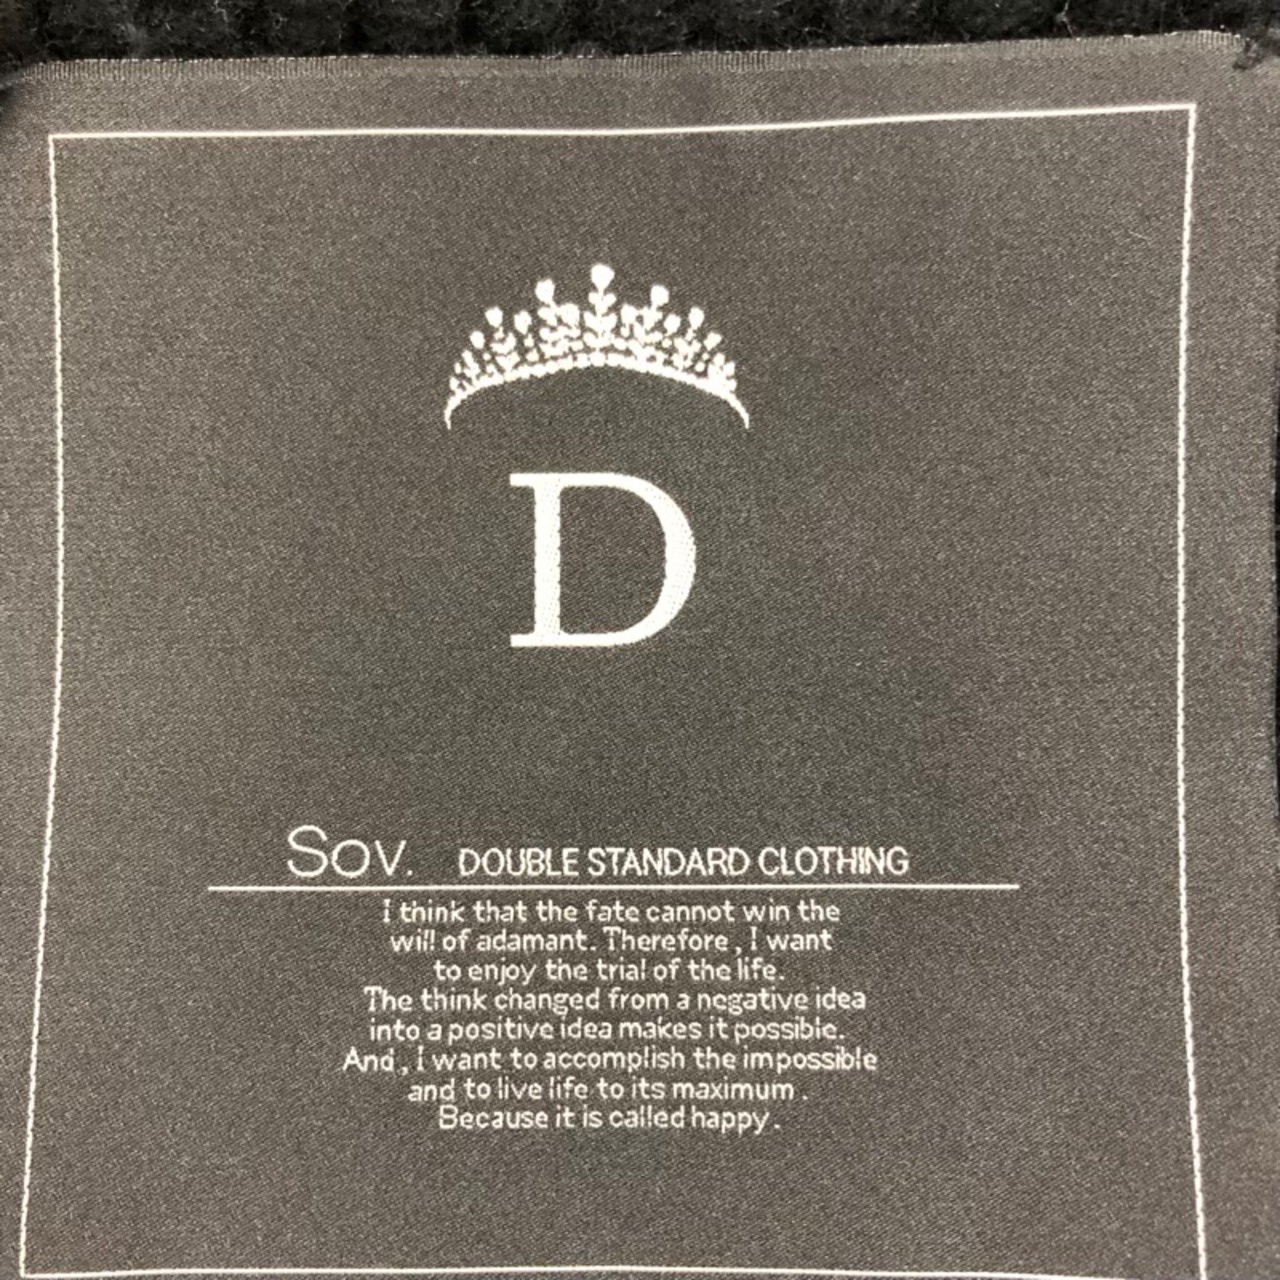 D
Sov. DOUBLE STANDARD CLOTHING
I think that the fate cannot win the
will of adamant. Therefore, I want
to enjoy the trial of the life.
The think changed from a negative idea
into a positive idea makes it possible.
And, I want to accomplish the impossible
and to live life to its maximum.
Because it is called happy.